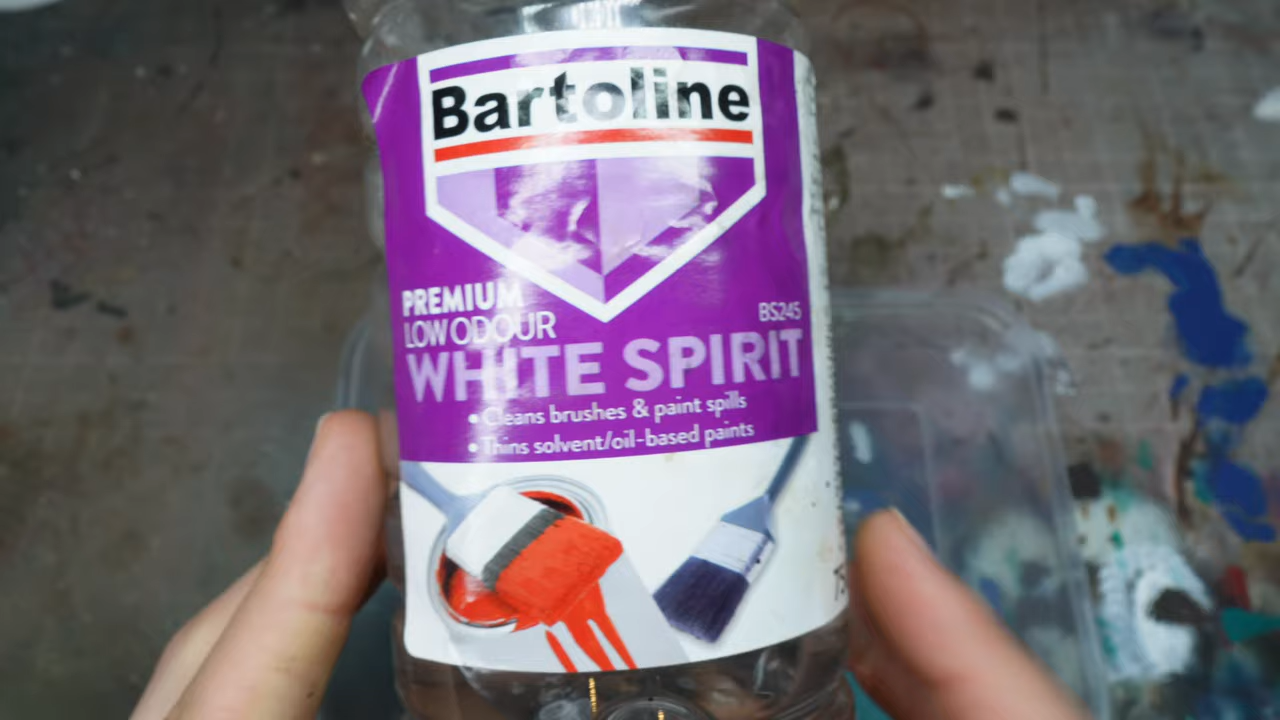 Bartoline
PREMIUM
LOW ODOUR
BS245
WHITE SPIRIT
• Cleans brushes & paint spills
• Thins solvent/oil-based paints